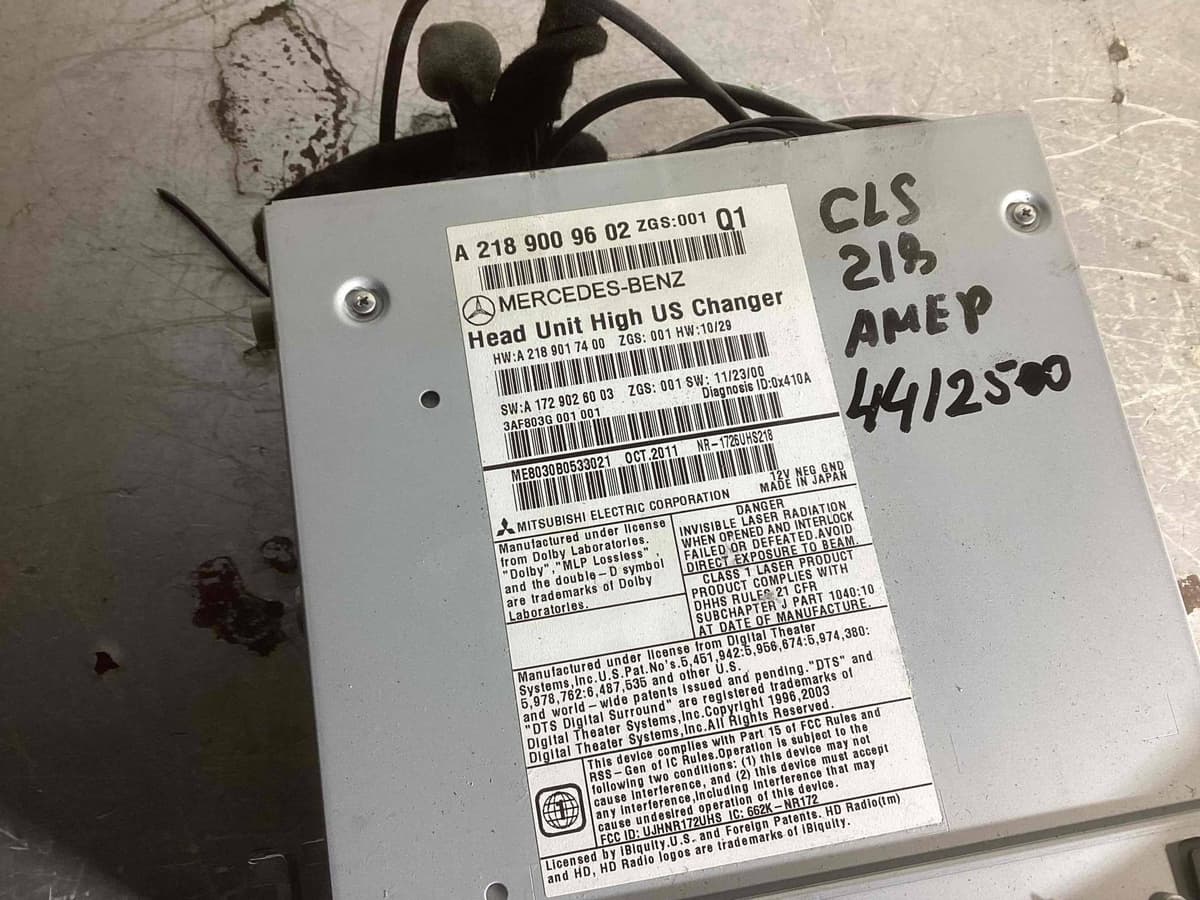 A 218 900 96 02 ZGS:001 Q1
MERCEDES-BENZ
Head Unit High US Changer
HW:A 218 901 74 00 ZGS: 001 HW:10/29
SW:A 172 902 60 03 ZGS: 001 SW: 11/23/00
3AF803G 001 001 Diagnosis ID:0x410A
ME8030B0533021 OCT.2011 NR-1726UHS218
12V NEG GND
MITSUBISHI ELECTRIC CORPORATION MADE IN JAPAN
Manufactured under license
from Dolby Laboratories.
"Dolby","MLP Lossless",
and the double-D symbol
are trademarks of Dolby
Laboratories.
DANGER
INVISIBLE LASER RADIATION
WHEN OPENED AND INTERLOCK
FAILED OR DEFEATED.AVOID
DIRECT EXPOSURE TO BEAM.
CLASS 1 LASER PRODUCT
PRODUCT COMPLIES WITH
DHHS RULES 21 CFR
SUBCHAPTER J PART 1040:10
AT DATE OF MANUFACTURE.
Manufactured under license from Digital Theater
Systems,Inc.U.S.Pat.No's.5,451,942:5,956,674:5,974,380:
5,978,762:6,487,535 and other U.S.
and world-wide patents issued and pending."DTS" and
"DTS Digital Surround" are registered trademarks of
Digital Theater Systems,Inc.Copyright 1996,2003
Digital Theater Systems,Inc.All Rights Reserved.
This device complies with Part 15 of FCC Rules and
RSS-Gen of IC Rules.Operation is subject to the
following two conditions: (1) this device may not
cause interference, and (2) this device must accept
any interference,including interference that may
cause undesired operation of this device.
FCC ID: UJHNR172UHS IC: 662K-NR172
Licensed by iBiquity.U.S. and Foreign Patents. HD Radio(tm)
and HD, HD Radio logos are trademarks of iBiquity.
CLS
218
AMEP
4412500